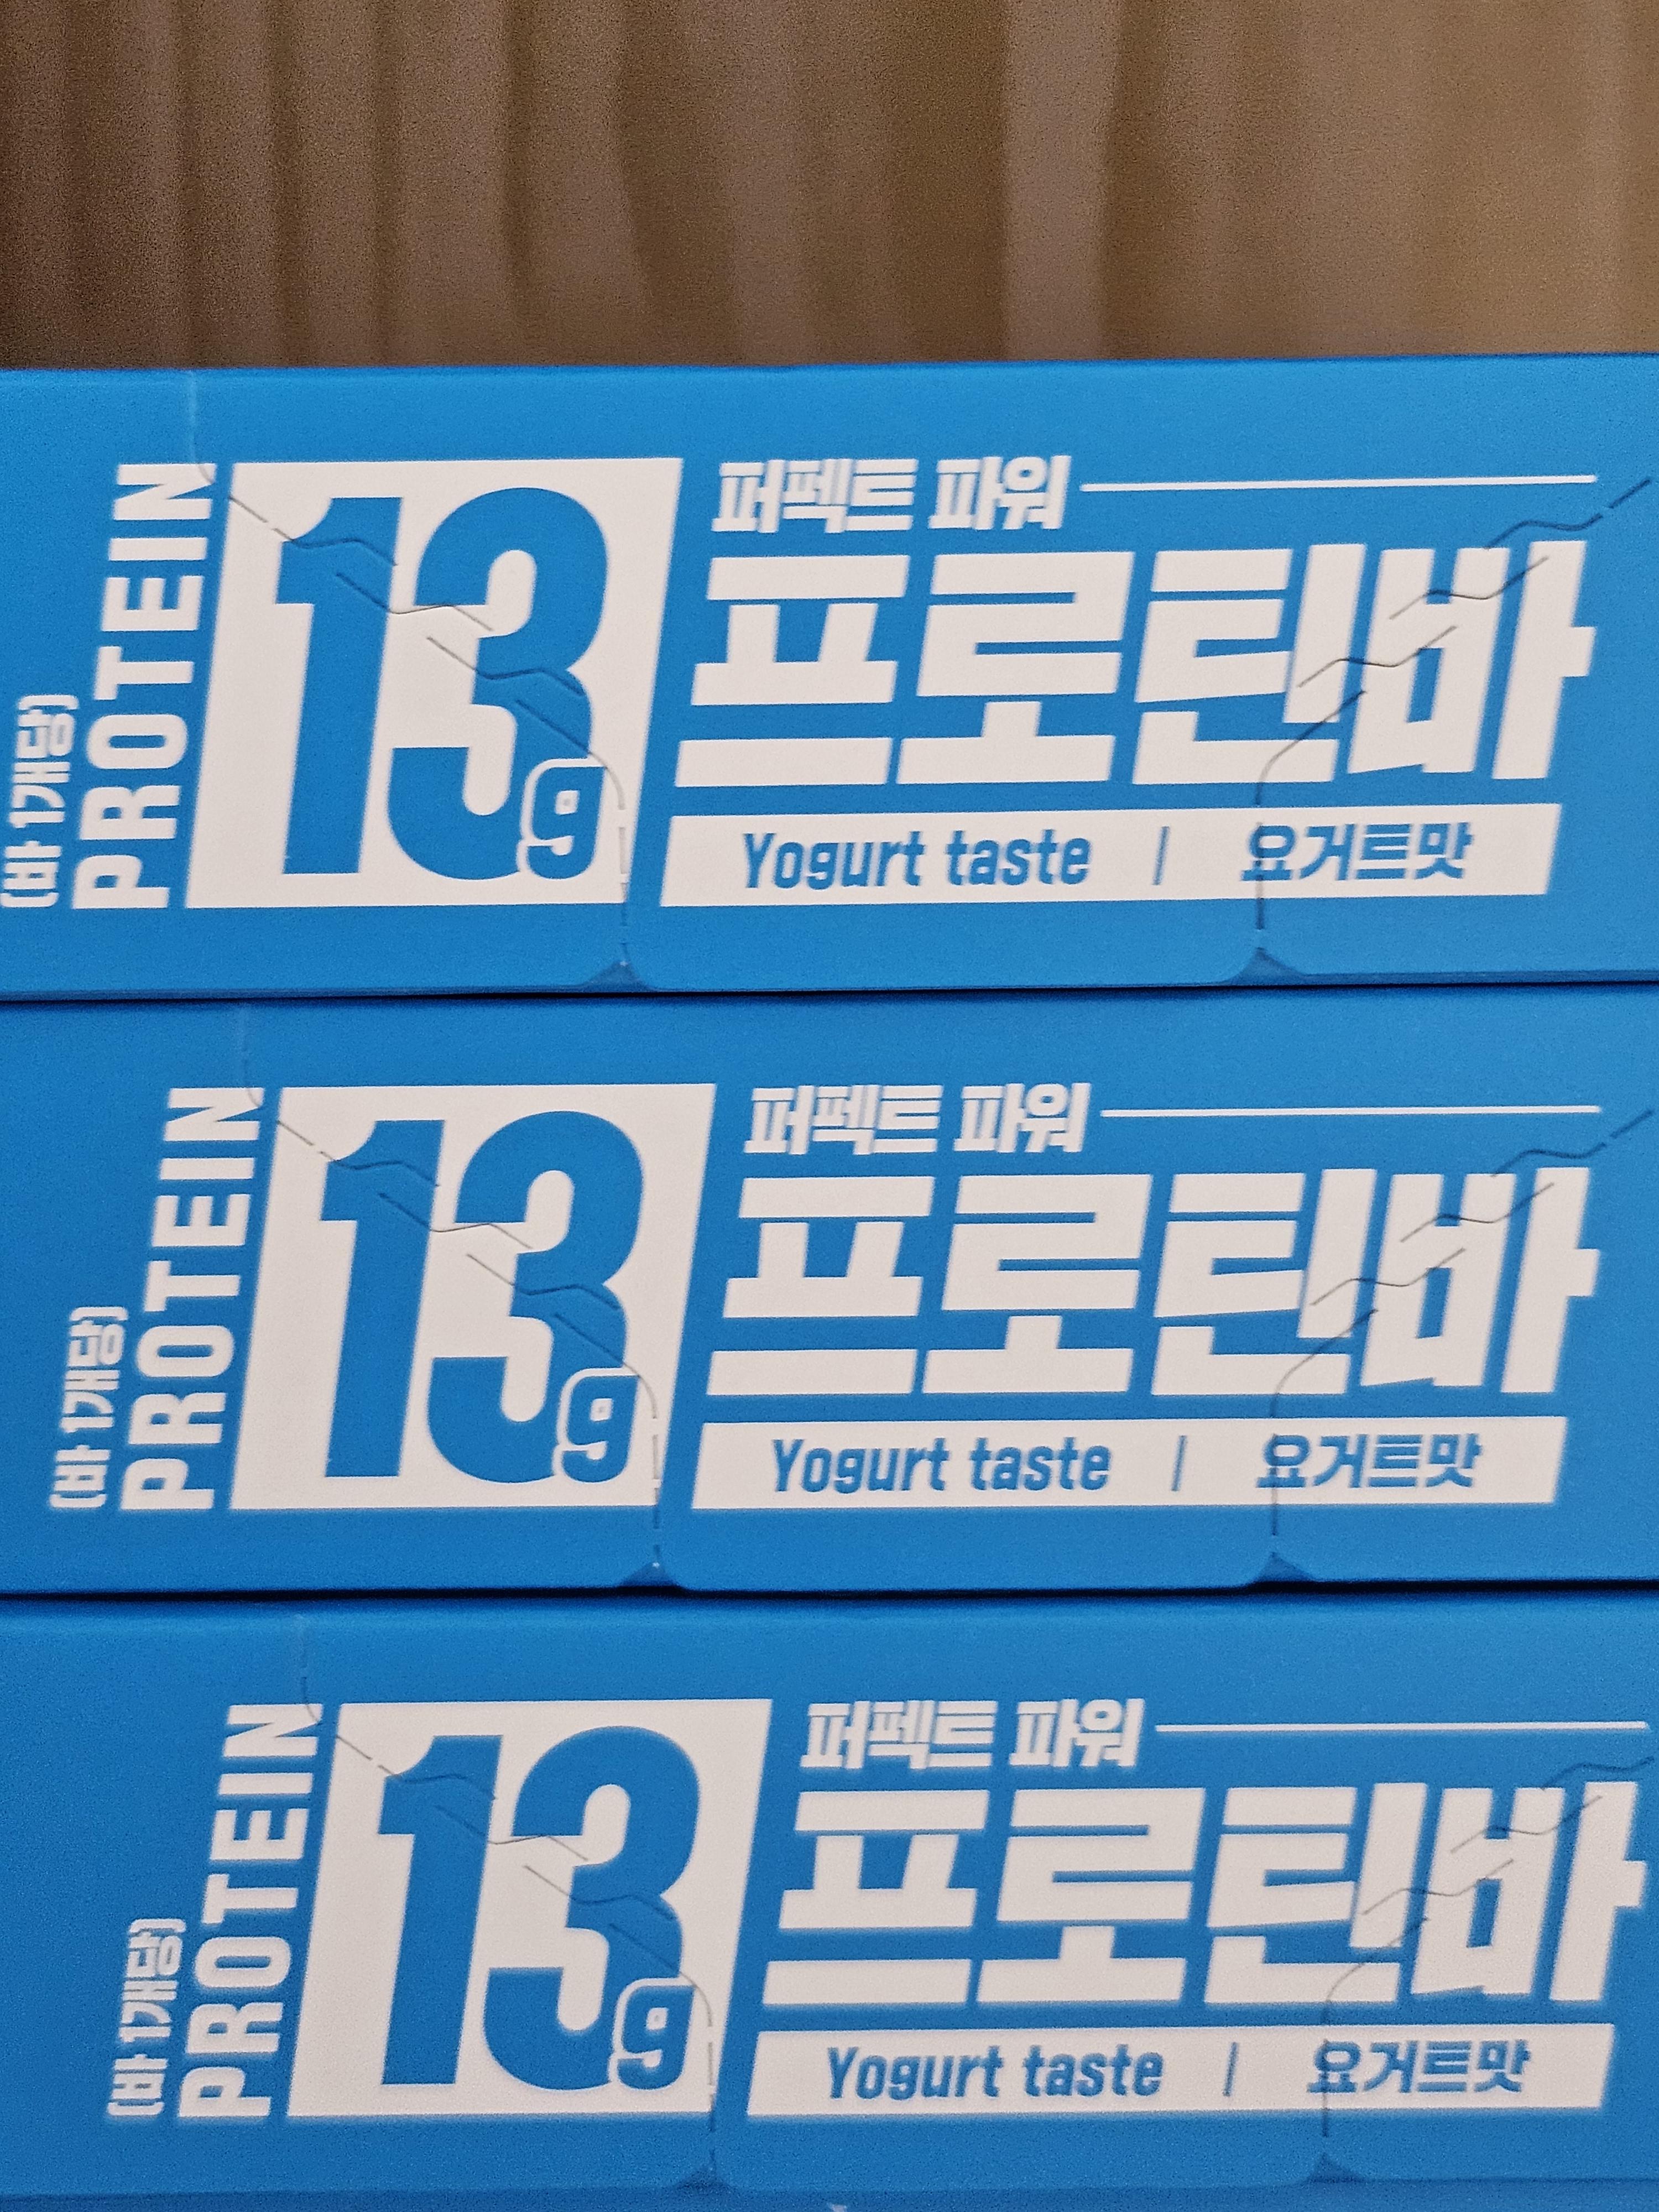 (바 1개당)
PROTEIN
13g
퍼펙트 파워
프로틴바
Yogurt taste | 요거트맛
(바 1개당)
PROTEIN
13g
퍼펙트 파워
프로틴바
Yogurt taste | 요거트맛
(바 1개당)
PROTEIN
13g
퍼펙트 파워
프로틴바
Yogurt taste | 요거트맛